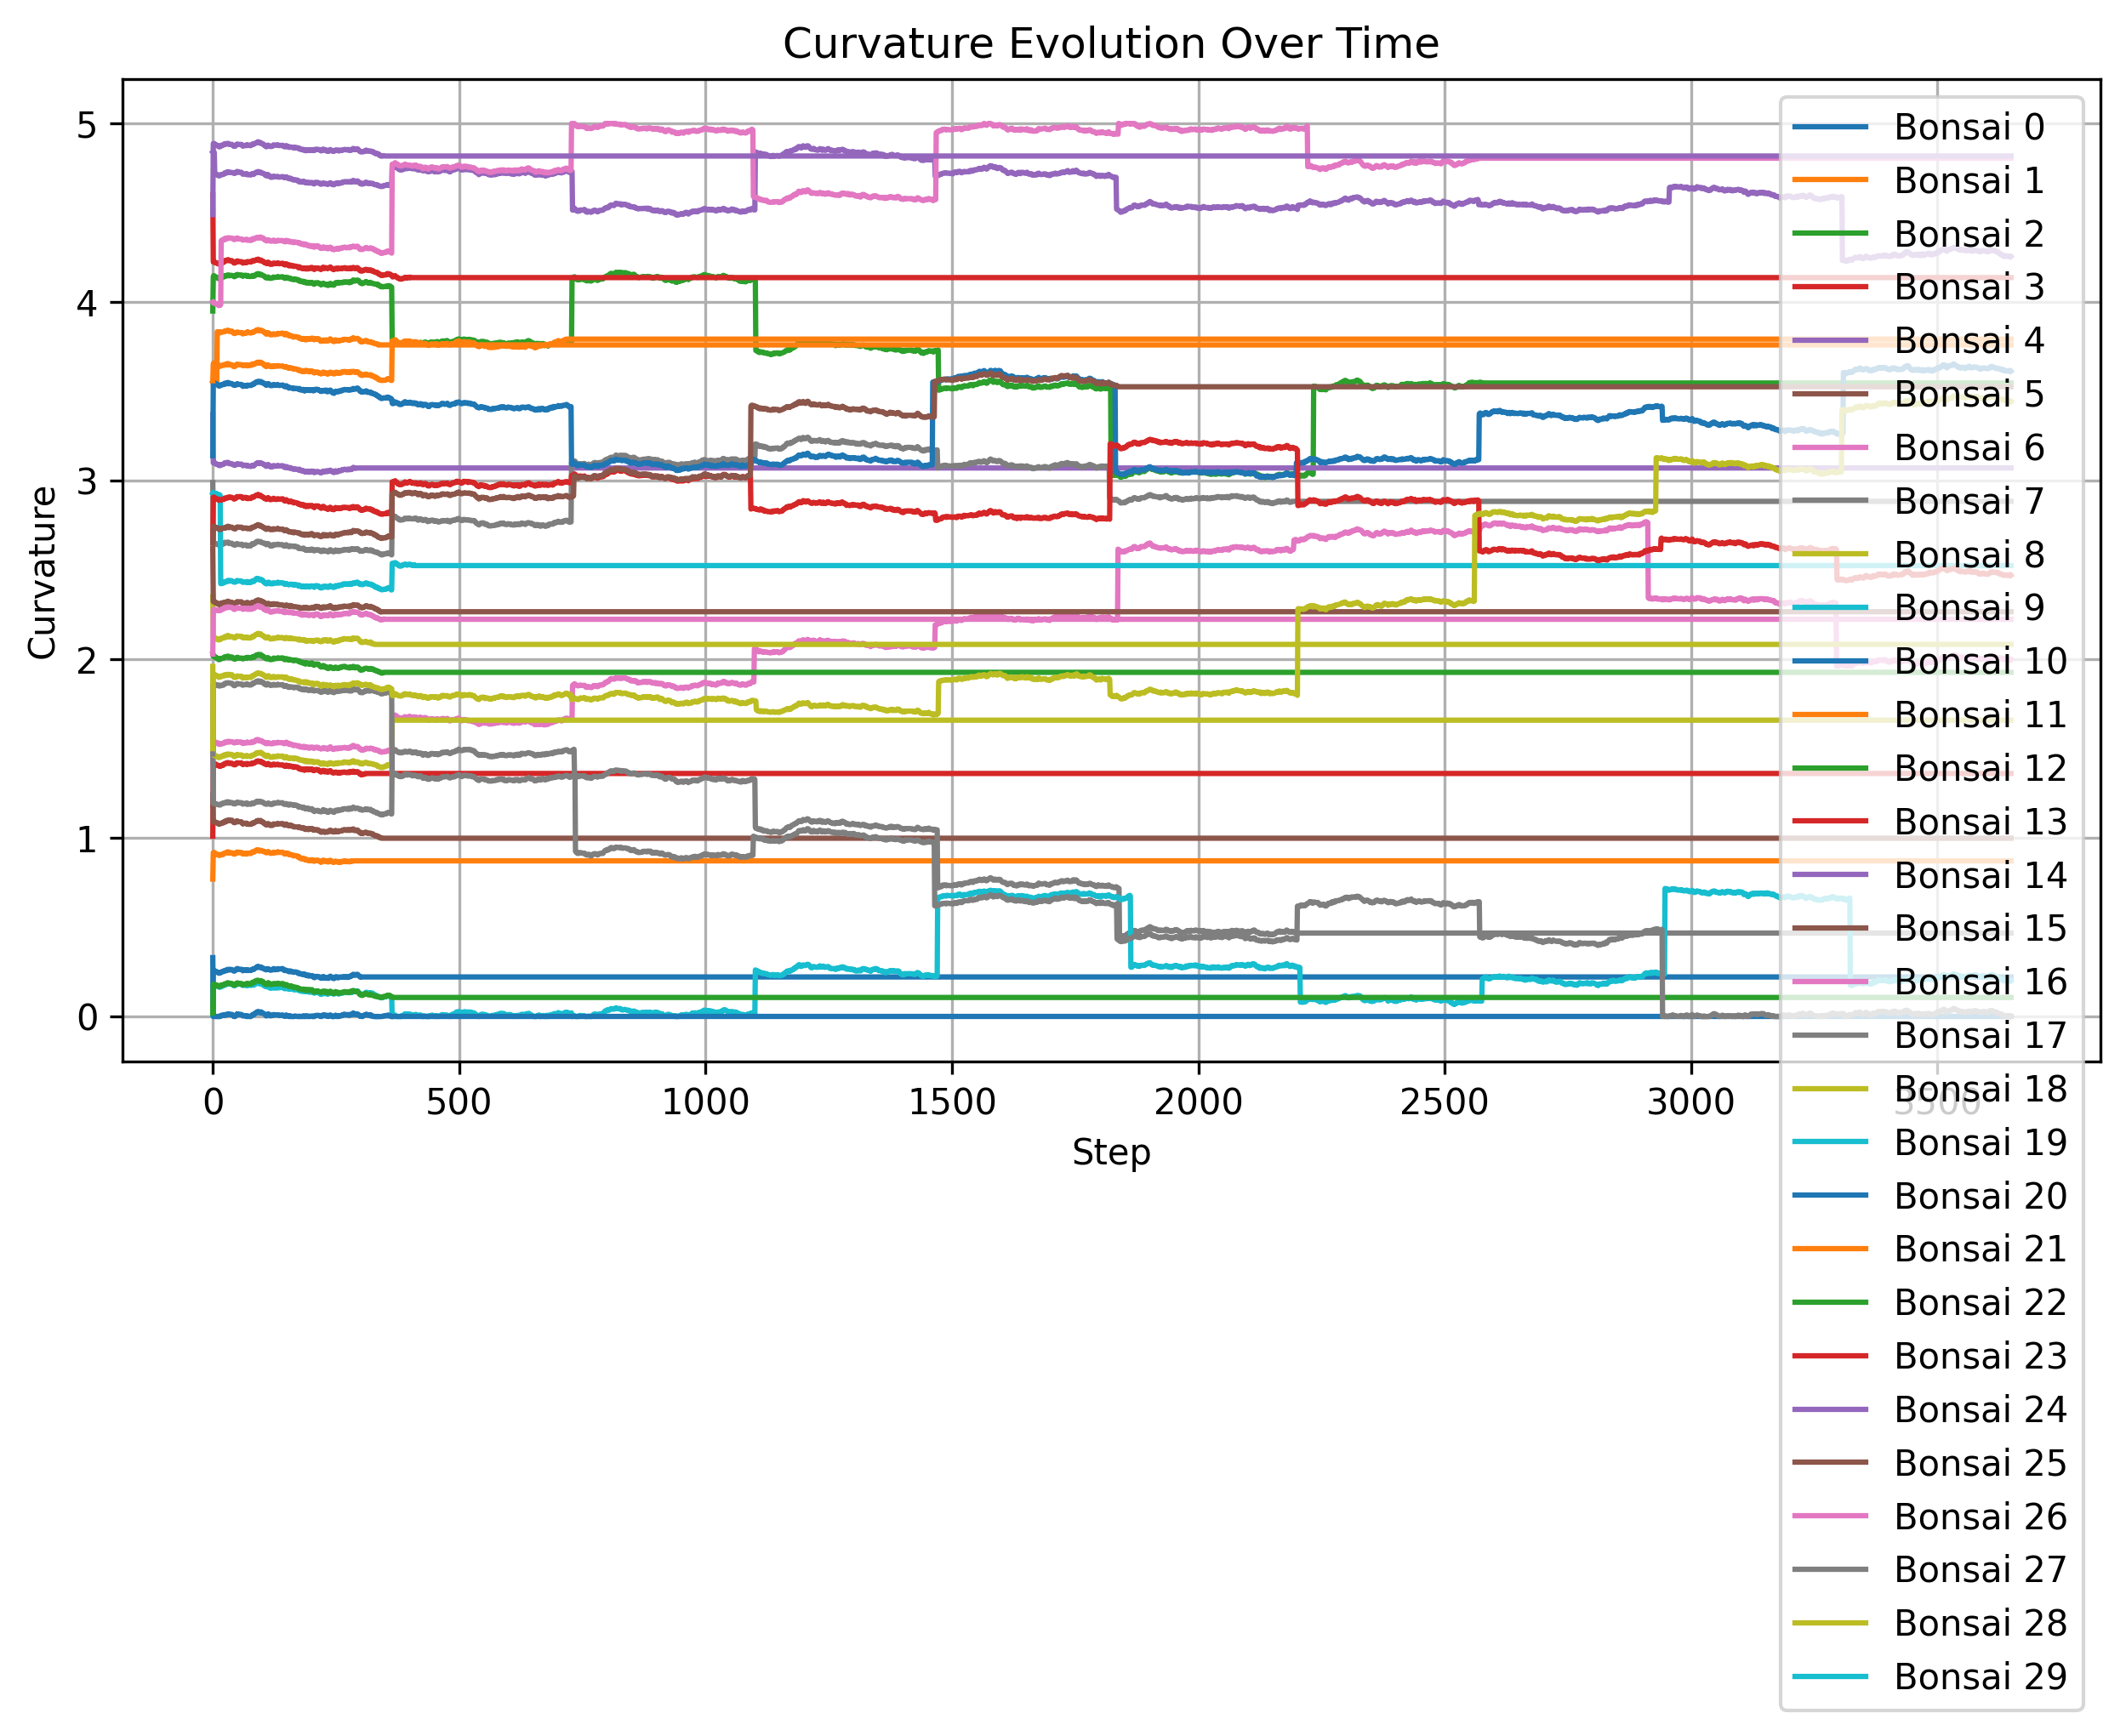 Curvature Evolution Over Time
Curvature
5
4
3
2
1
0
0
500
1000
1500
2000
2500
3000
3500
Step
Bonsai 0
Bonsai 1
Bonsai 2
Bonsai 3
Bonsai 4
Bonsai 5
Bonsai 6
Bonsai 7
Bonsai 8
Bonsai 9
Bonsai 10
Bonsai 11
Bonsai 12
Bonsai 13
Bonsai 14
Bonsai 15
Bonsai 16
Bonsai 17
Bonsai 18
Bonsai 19
Bonsai 20
Bonsai 21
Bonsai 22
Bonsai 23
Bonsai 24
Bonsai 25
Bonsai 26
Bonsai 27
Bonsai 28
Bonsai 29